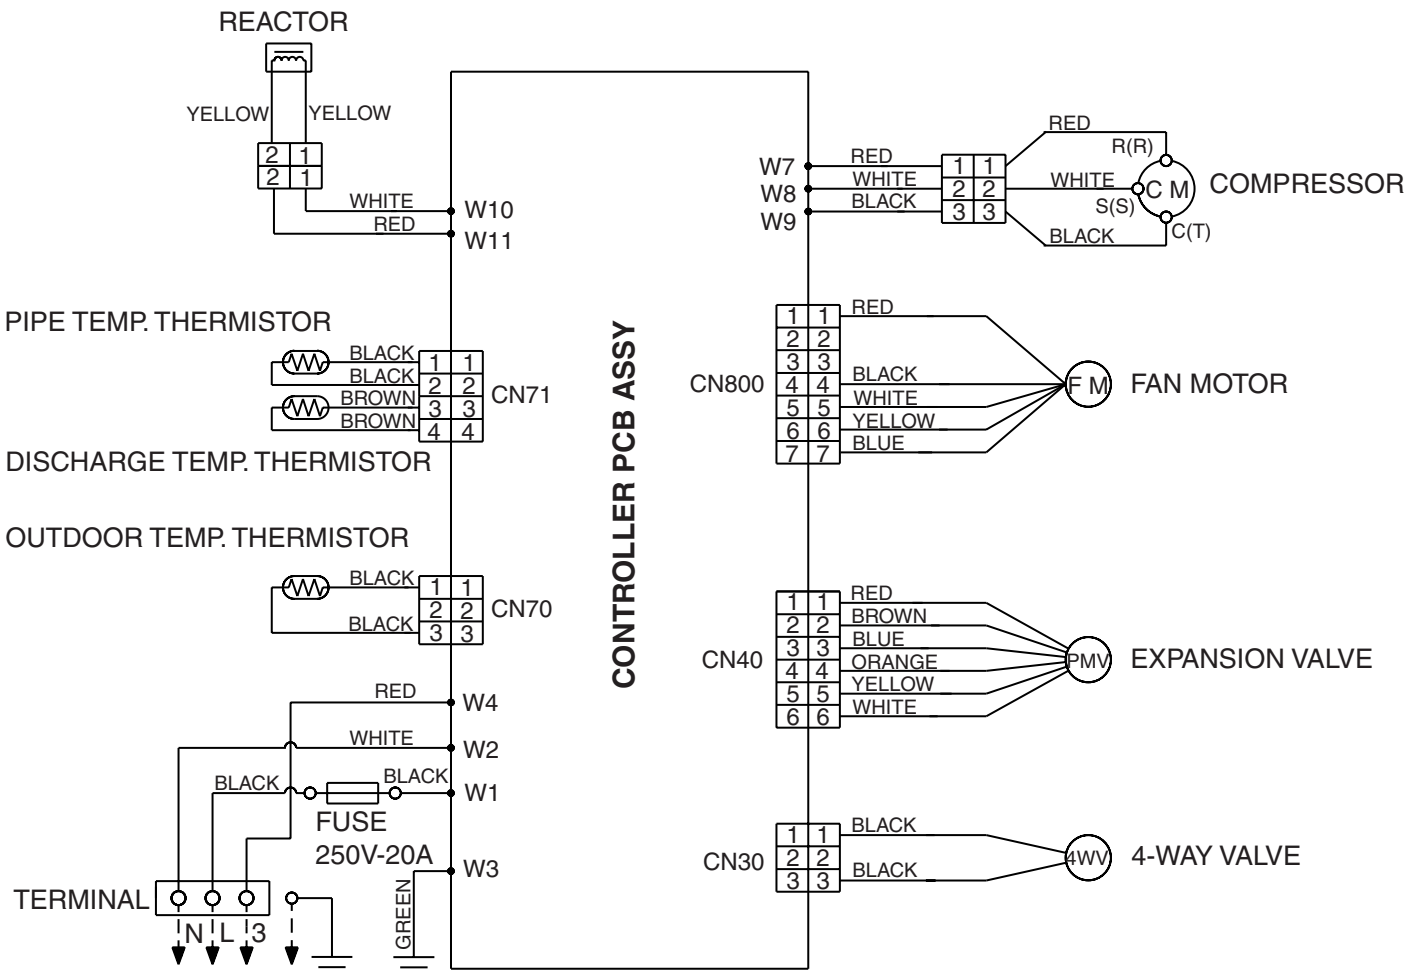 REACTOR
YELLOW YELLOW
2 1
2 1
WHITE W10
RED W11
PIPE TEMP. THERMISTOR
BLACK 1 1
BLACK 2 2
BROWN 3 3
BROWN 4 4
CN71
DISCHARGE TEMP. THERMISTOR
OUTDOOR TEMP. THERMISTOR
BLACK 1 1
2 2
BLACK 3 3
CN70
RED W4
WHITE W2
BLACK BLACK W1
FUSE
250V-20A
W3
GREEN
TERMINAL
N L 3
CONTROLLER PCB ASSY
W7 RED 1 1 RED R(R)
W8 WHITE 2 2 WHITE S(S)
W9 BLACK 3 3 BLACK C(T)
C M COMPRESSOR
CN800
1 1 RED
2 2
3 3
4 4 BLACK
5 5 WHITE
6 6 YELLOW
7 7 BLUE
F M FAN MOTOR
CN40
1 1 RED
2 2 BROWN
3 3 BLUE
4 4 ORANGE
5 5 YELLOW
6 6 WHITE
PMV EXPANSION VALVE
CN30
1 1 BLACK
2 2
3 3 BLACK
4WV 4-WAY VALVE